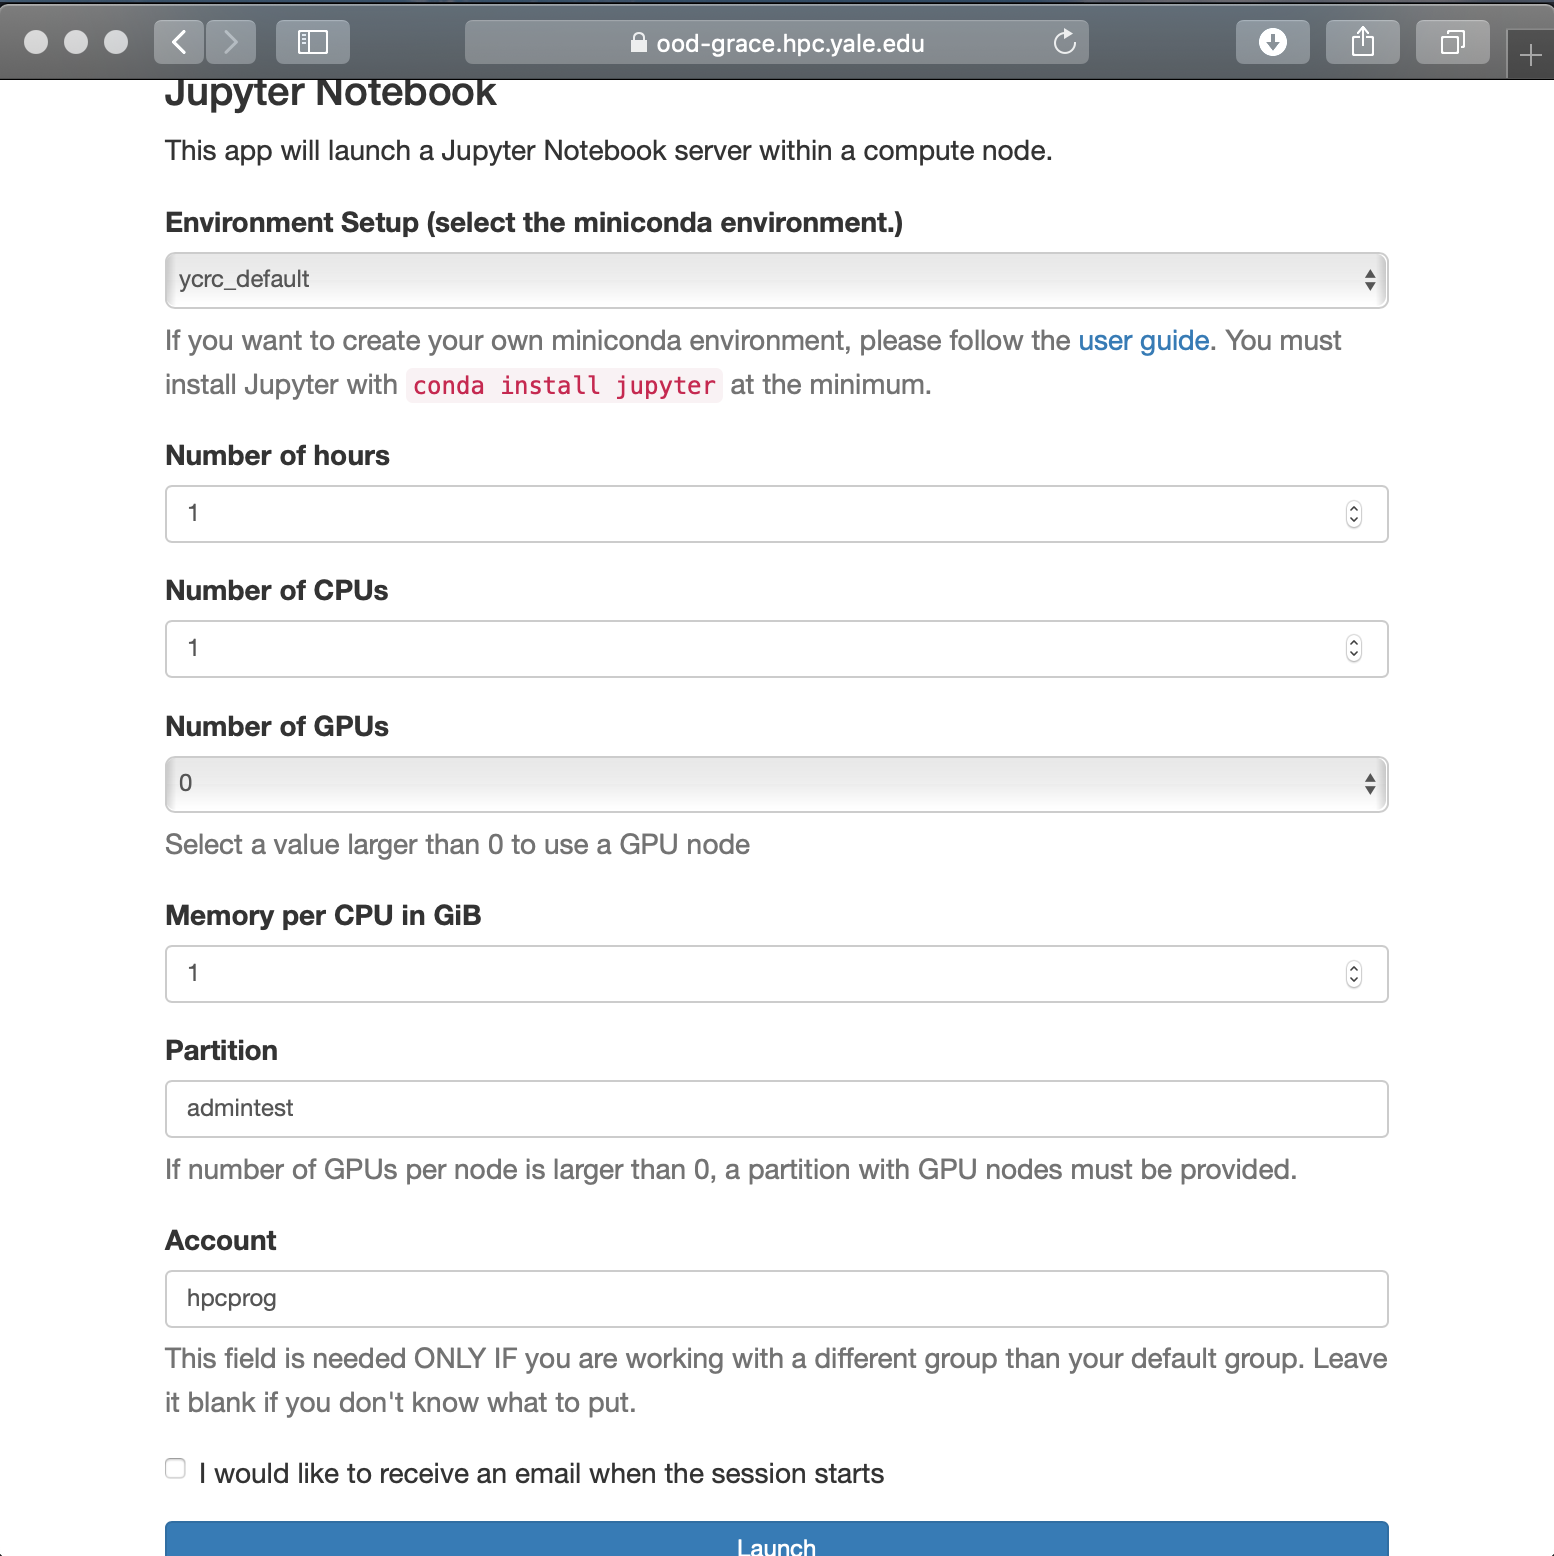 ood-grace.hpc.yale.edu
Jupyter Notebook
This app will launch a Jupyter Notebook server within a compute node.
Environment Setup (select the miniconda environment.)
ycrc_default
If you want to create your own miniconda environment, please follow the user guide. You must
install Jupyter with conda install jupyter at the minimum.
Number of hours
1
Number of CPUs
1
Number of GPUs
0
Select a value larger than 0 to use a GPU node
Memory per CPU in GiB
1
Partition
admintest
If number of GPUs per node is larger than 0, a partition with GPU nodes must be provided.
Account
hpcprog
This field is needed ONLY IF you are working with a different group than your default group. Leave
it blank if you don't know what to put.
I would like to receive an email when the session starts
Launch